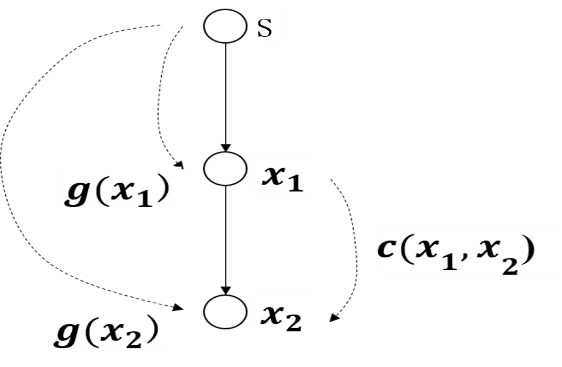 S
g(x₁)
x₁
c(x₁, x₂)
g(x₂)
x₂